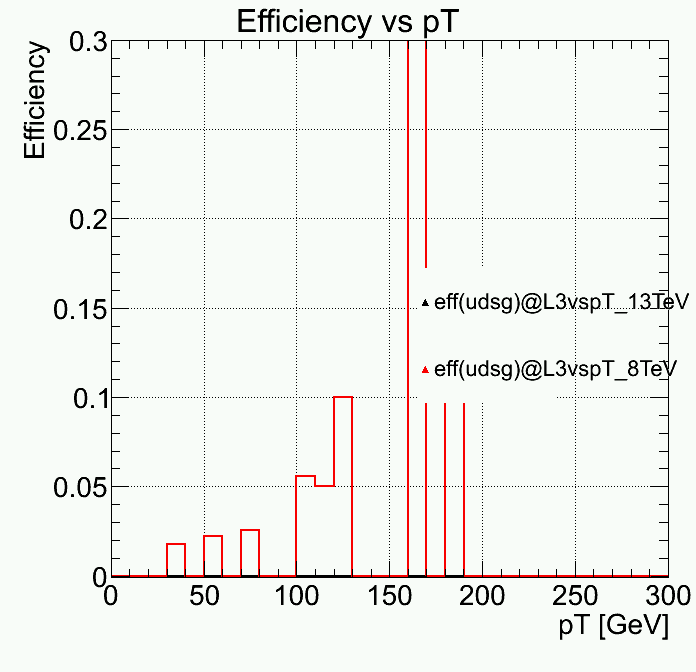 Efficiency vs pT
Efficiency
0.3
0.25
0.2
0.15
0.1
0.05
0
eff(udsg)@L3vspT_13TeV
eff(udsg)@L3vspT_8TeV
0 50 100 150 200 250 300
pT [GeV]